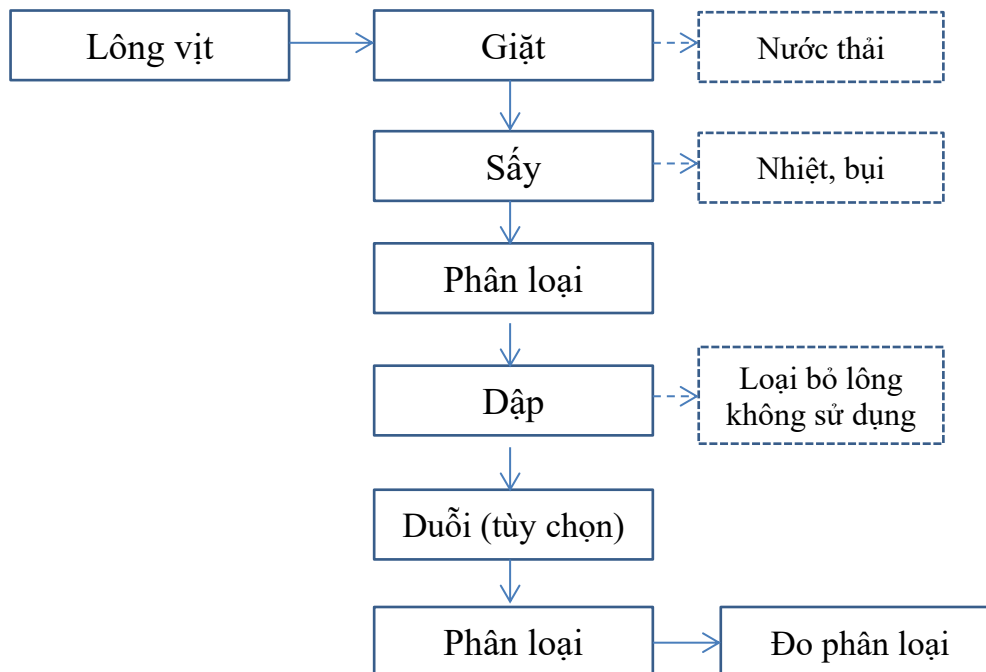 Lông vịt
Giặt
Nước thải
Sấy
Nhiệt, bụi
Phân loại
Dập
Loại bỏ lông
không sử dụng
Duỗi (tùy chọn)
Phân loại
Đo phân loại